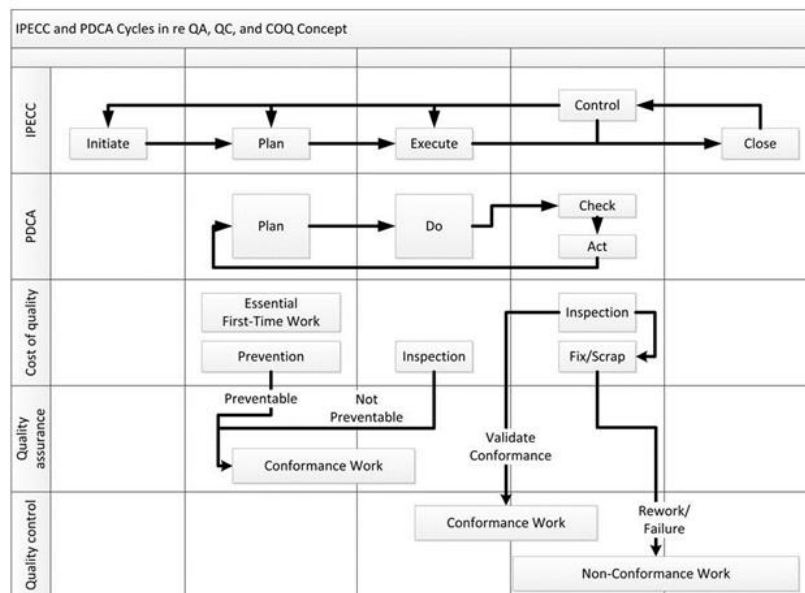 IPECC and PDCA Cycles in re QA, QC, and COQ Concept
IPECC
Control
Initiate
Plan
Execute
Close
PDCA
Plan
Do
Check
Act
Cost of quality
Essential
First-Time Work
Inspection
Prevention
Inspection
Fix/Scrap
Quality
assurance
Preventable
Not
Preventable
Validate
Conformance
Conformance Work
Quality control
Conformance Work
Rework/
Failure
Non-Conformance Work